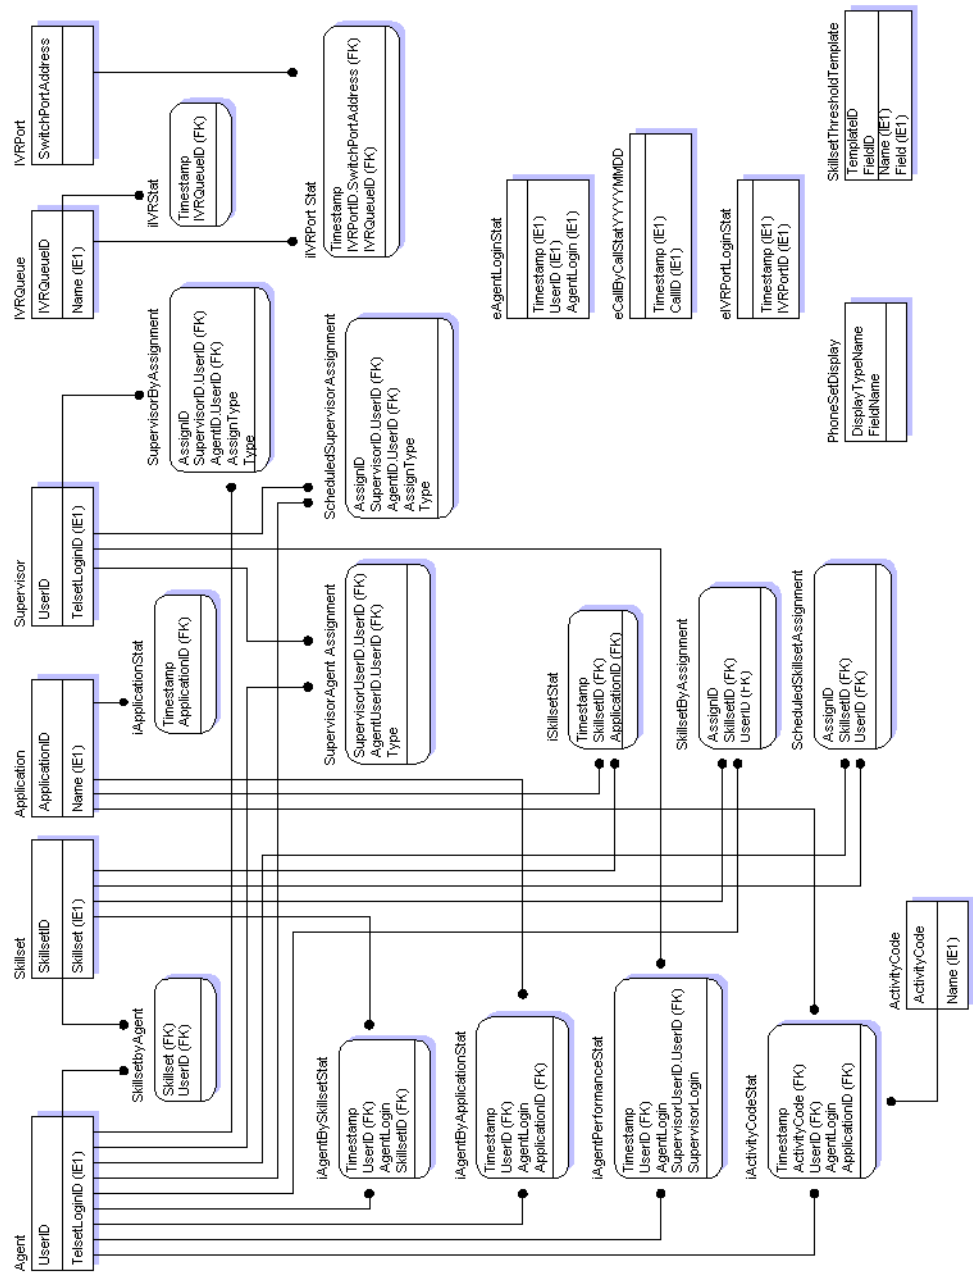 Agent
UserID
TelsetLoginID (IE1)
Skillset
SkillsetID
Skillset (IE1)
Application
ApplicationID
Name (IE1)
Supervisor
UserID
TelsetLoginID (IE1)
IVRQueue
IVRQueueID
Name (IE1)
IVRPort
SwitchPortAddress
SkillsetbyAgent
Skillset (FK)
UserID (FK)
iApplicationStat
Timestamp
ApplicationID (FK)
SupervisorByAssignment
AssignID
SupervisorID.UserID (FK)
AgentID.UserID (FK)
AssignType
Type
iIVRStat
Timestamp
IVRQueueID (FK)
iAgentBySkillsetStat
Timestamp
UserID (FK)
AgentLogin
SkillsetID (FK)
SupervisorAgent Assignment
SupervisorUserID.UserID (FK)
AgentUserID.UserID (FK)
Type
ScheduledSupervisorAssignment
AssignID
SupervisorID.UserID (FK)
AgentID.UserID (FK)
AssignType
Type
iIVRPort Stat
Timestamp
IVRPortID.SwitchPortAddress (FK)
IVRQueueID (FK)
iAgentByApplicationStat
Timestamp
UserID (FK)
AgentLogin
ApplicationID (FK)
iSkillsetStat
Timestamp
SkillsetID (FK)
ApplicationID (FK)
eAgentLoginStat
Timestamp (IE1)
UserID (IE1)
AgentLogin (IE1)
iAgentPerformanceStat
Timestamp
UserID (FK)
AgentLogin
SupervisorUserID.UserID (FK)
SupervisorLogin
SkillsetByAssignment
AssignID
SkillsetID (FK)
UserID (FK)
eCallByCallStatYYYYMMDD
Timestamp (IE1)
CallID (IE1)
iActivityCodeStat
Timestamp
ActivityCode (FK)
UserID (FK)
AgentLogin
ApplicationID (FK)
ScheduledSkillsetAssignment
AssignID
SkillsetID (FK)
UserID (FK)
eIVRPortLoginStat
Timestamp (IE1)
IVRPortID (IE1)
ActivityCode
ActivityCode
Name (IE1)
PhoneSetDisplay
DisplayTypeName
FieldName
SkillsetThresholdTemplate
TemplateID
FieldID
Name (IE1)
Field (IE1)